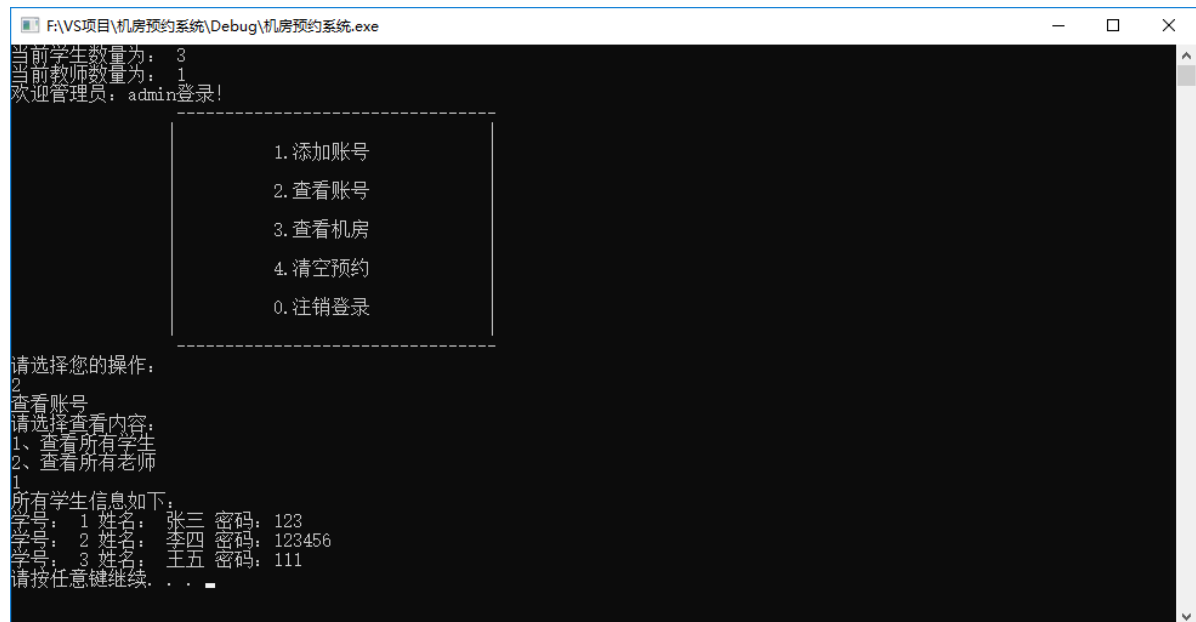 F:\VS项目\机房预约系统\Debug\机房预约系统.exe
当前学生数量为： 3
当前教师数量为： 1
欢迎管理员：admin登录！
---------------------------------
1.添加账号
2.查看账号
3.查看机房
4.清空预约
0.注销登录
---------------------------------
请选择您的操作：
2
查看账号
请选择查看内容：
1、查看所有学生
2、查看所有老师
1
所有学生信息如下：
学号： 1 姓名： 张三 密码：123
学号： 2 姓名： 李四 密码：123456
学号： 3 姓名： 王五 密码：111
请按任意键继续. . .